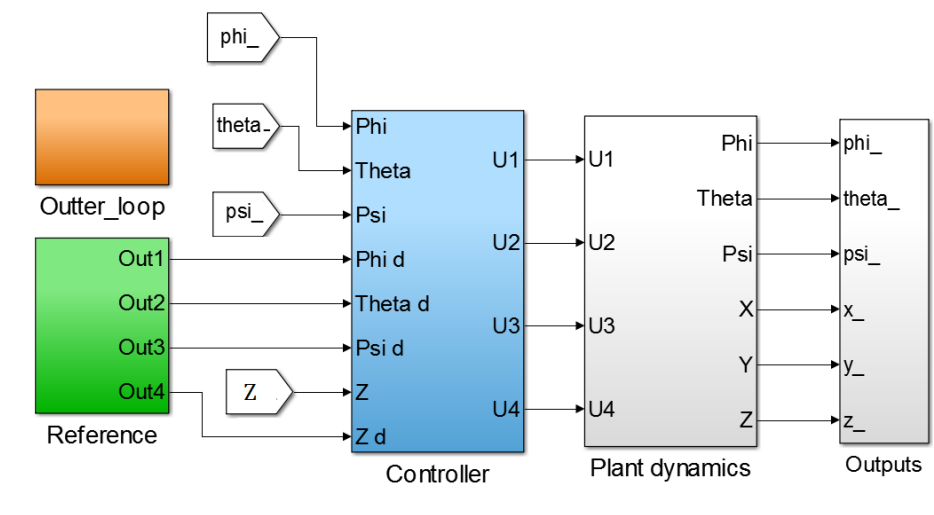 phi_
theta_
psi_
Z
Outter_loop
Out1
Out2
Out3
Out4
Reference
Phi
Theta
Psi
Phi d
Theta d
Psi d
Z
Z d
U1
U2
U3
U4
Controller
U1
U2
U3
U4
Phi
Theta
Psi
X
Y
Z
Plant dynamics
phi_
theta_
psi_
x_
y_
z_
Outputs